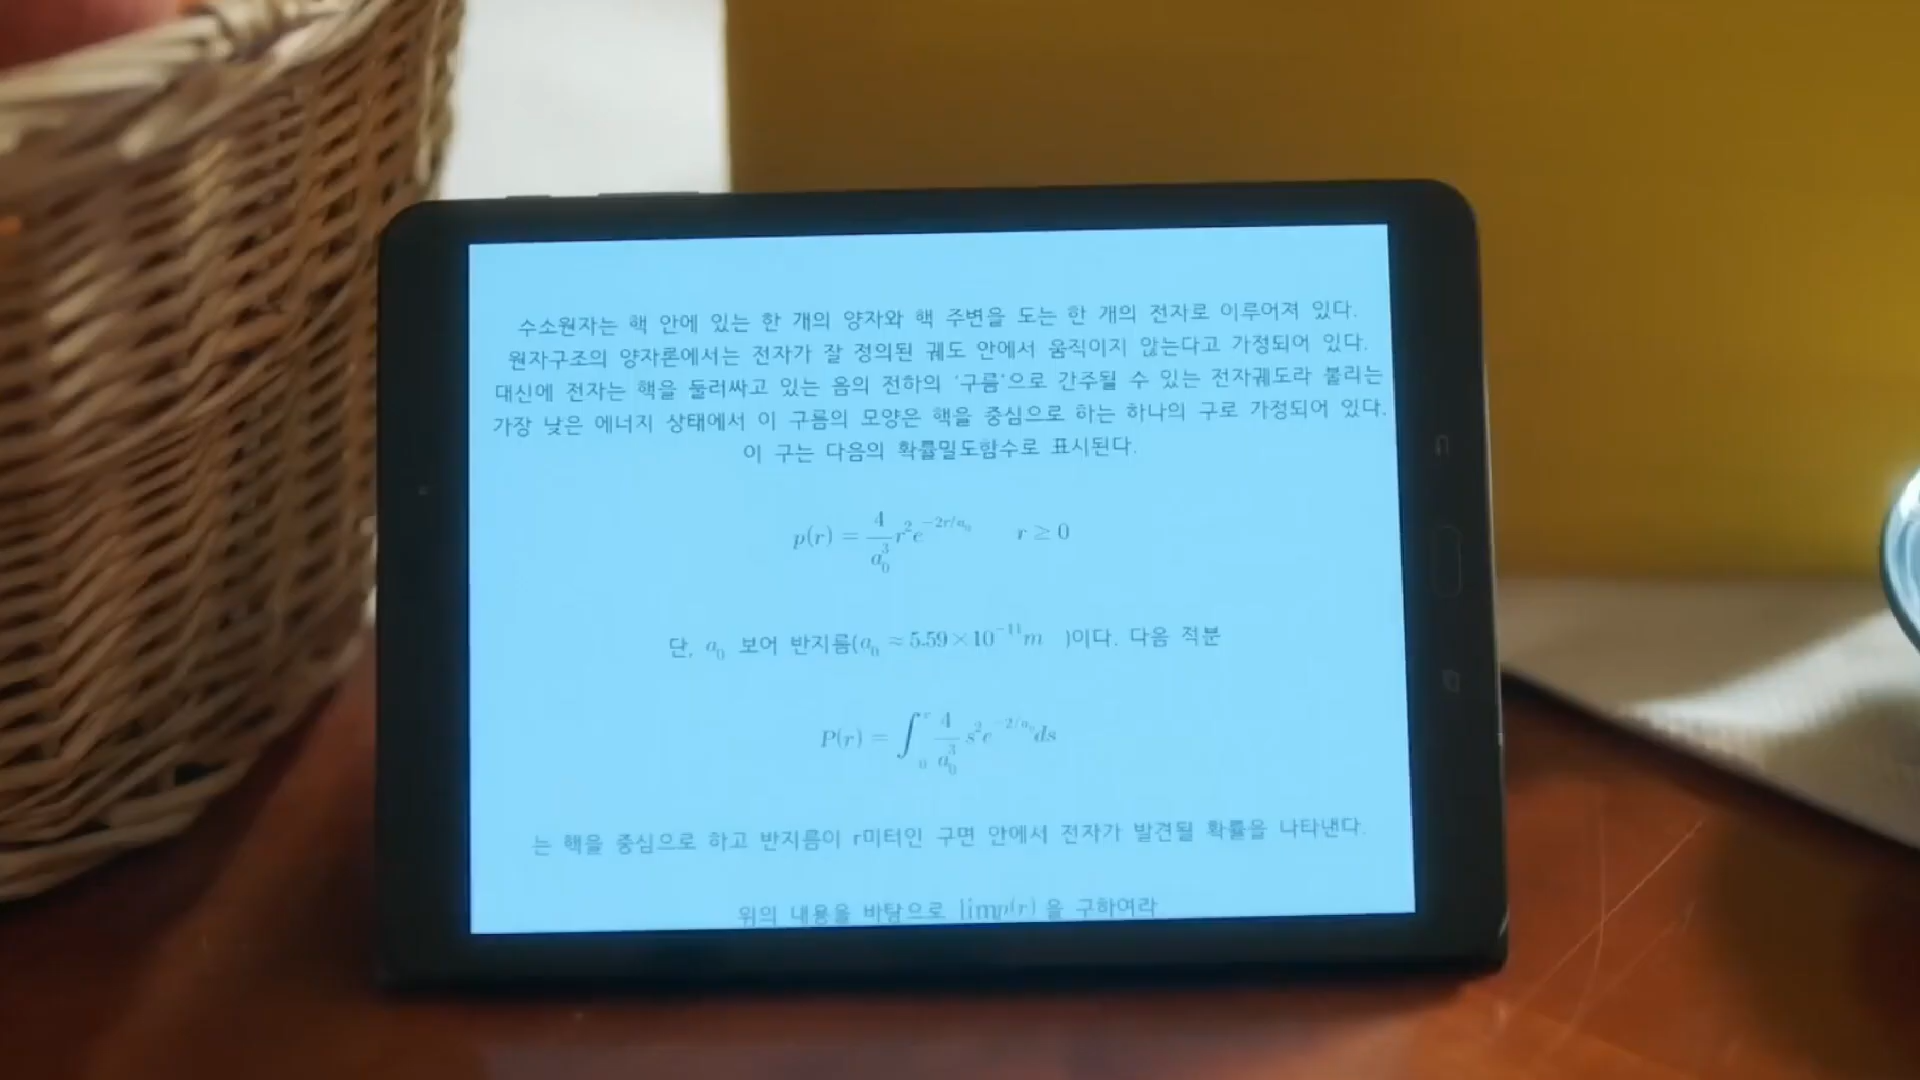 수소원자는 핵 안에 있는 한 개의 양자와 핵 주변을 도는 한 개의 전자로 이루어져 있다.
원자구조의 양자론에서는 전자가 잘 정의된 궤도 안에서 움직이지 않는다고 가정되어 있다.
대신에 전자는 핵을 둘러싸고 있는 음의 전하의 '구름'으로 간주될 수 있는 전자궤도라 불리는
가장 낮은 에너지 상태에서 이 구름의 모양은 핵을 중심으로 하는 하나의 구로 가정되어 있다.
이 구는 다음의 확률밀도함수로 표시된다.
p(r) = 4/a₀³ r²e^(-2r/a₀) r ≥ 0
단, a₀ 보어 반지름(a₀ ≈ 5.59×10⁻¹¹m )이다. 다음 적분
P(r) = ∫₀^r 4/a₀³ s²e^(-2/a₀)ds
는 핵을 중심으로 하고 반지름이 r미터인 구면 안에서 전자가 발견될 확률을 나타낸다.
위의 내용을 바탕으로 lim p(r) 을 구하여라